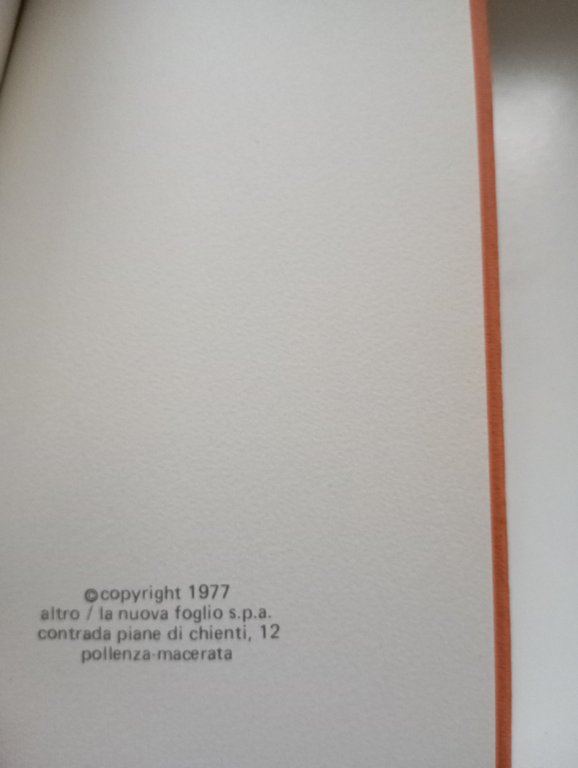 ©copyright 1977
altro / la nuova foglio s.p.a.
contrada piane di chienti, 12
pollenza-macerata